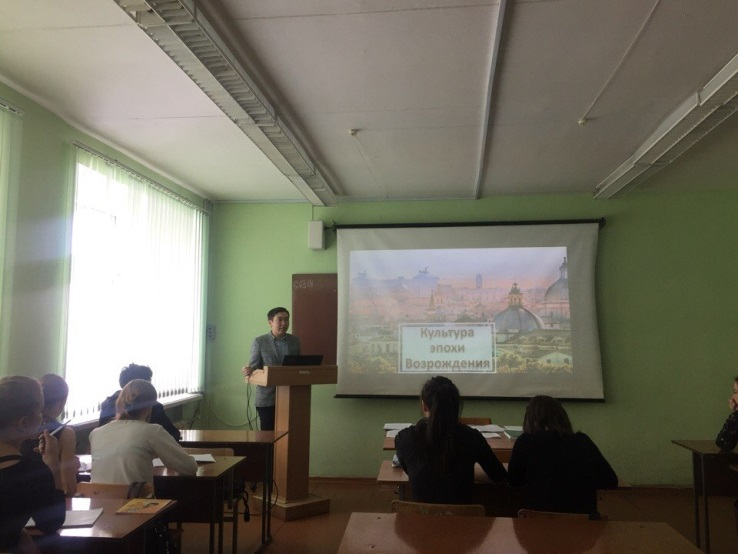 Культура
эпохи
Возрождения